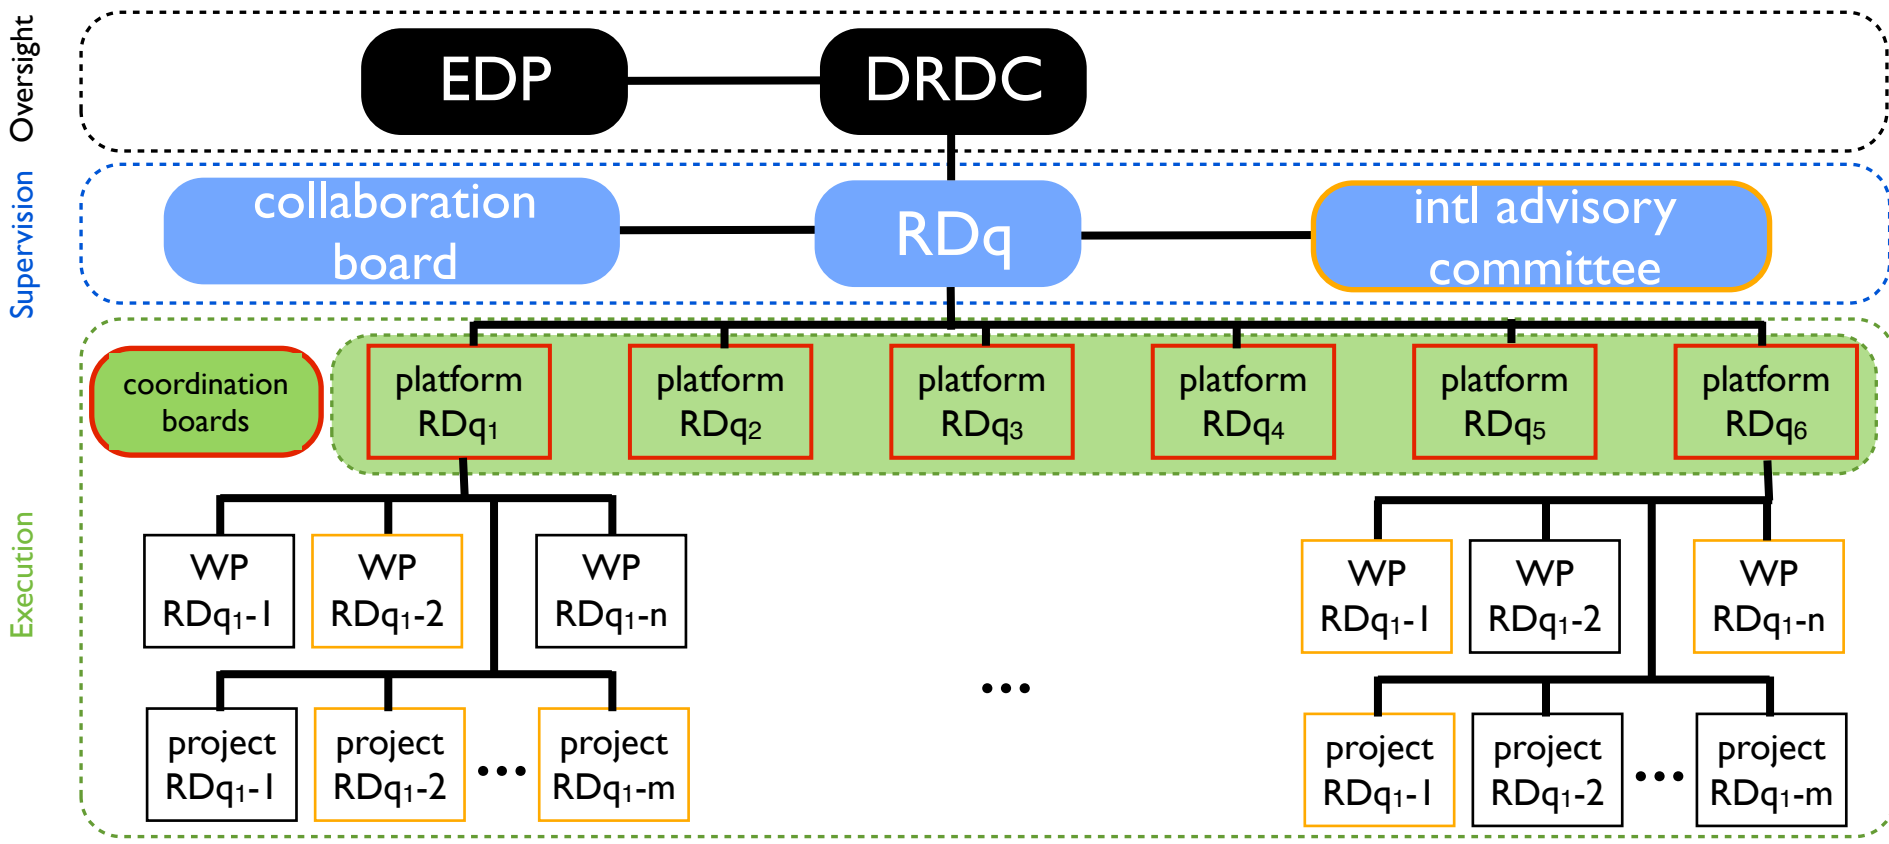 Oversight
EDP
DRDC
Supervision
collaboration
board
RDq
intl advisory
committee
Execution
coordination
boards
platform
RDq1
platform
RDq2
platform
RDq3
platform
RDq4
platform
RDq5
platform
RDq6
WP
RDq1-1
WP
RDq1-2
WP
RDq1-n
WP
RDq1-1
WP
RDq1-2
WP
RDq1-n
...
project
RDq1-1
project
RDq1-2
...
project
RDq1-m
project
RDq1-1
project
RDq1-2
...
project
RDq1-m